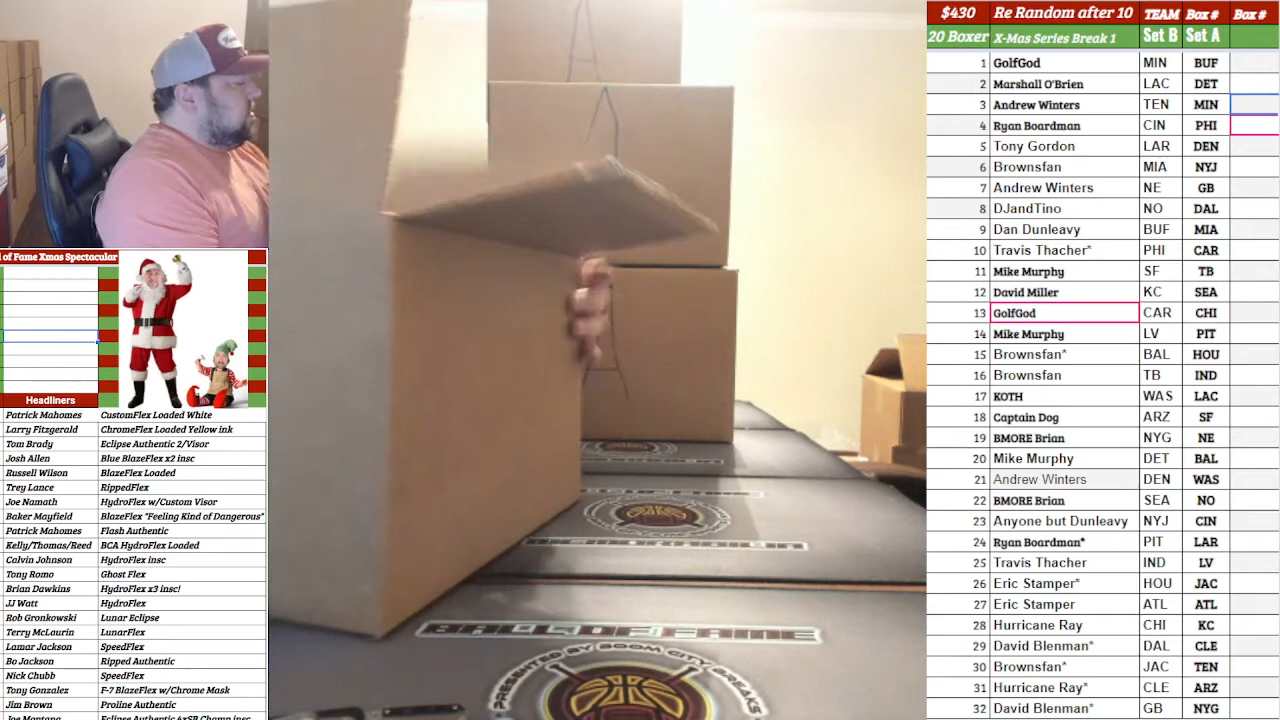 $430 Re Random after 10 TEAM Box # Box #
20 Boxer X-Mas Series Break 1 Set B Set A
1 GolfGod MIN BUF
2 Marshall O'Brien LAC DET
3 Andrew Winters TEN MIN
4 Ryan Boardman CIN PHI
5 Tony Gordon LAR DEN
6 Brownsfan MIA NYJ
7 Andrew Winters NE GB
8 DJandTino NO DAL
9 Dan Dunleavy BUF MIA
10 Travis Thacher* PHI CAR
11 Mike Murphy SF TB
12 David Miller KC SEA
13 GolfGod CAR CHI
14 Mike Murphy LV PIT
15 Brownsfan* BAL HOU
16 Brownsfan TB IND
17 KOTH WAS LAC
18 Captain Dog ARZ SF
19 BMORE Brian NYG NE
20 Mike Murphy DET BAL
21 Andrew Winters DEN WAS
22 BMORE Brian SEA NO
23 Anyone but Dunleavy NYJ CIN
24 Ryan Boardman* PIT LAR
25 Travis Thacher IND LV
26 Eric Stamper* HOU JAC
27 Eric Stamper ATL ATL
28 Hurricane Ray CHI KC
29 David Blenman* DAL CLE
30 Brownsfan* JAC TEN
31 Hurricane Ray* CLE ARZ
32 David Blenman* GB NYG
of Fame Xmas Spectacular
Headliners
Patrick Mahomes CustomFlex Loaded White
Larry Fitzgerald ChromeFlex Loaded Yellow ink
Tom Brady Eclipse Authentic 2/Visor
Josh Allen Blue BlazeFlex x2 insc
Russell Wilson BlazeFlex Loaded
Trey Lance RippedFlex
Joe Namath HydroFlex w/Custom Visor
Baker Mayfield BlazeFlex "Feeling Kind of Dangerous"
Patrick Mahomes Flash Authentic
Kelly/Thomas/Reed BCA HydroFlex Loaded
Calvin Johnson HydroFlex insc
Tony Romo Ghost Flex
Brian Dawkins HydroFlex x3 insc!
JJ Watt HydroFlex
Rob Gronkowski Lunar Eclipse
Terry McLaurin LunarFlex
Lamar Jackson SpeedFlex
Bo Jackson Ripped Authentic
Nick Chubb SpeedFlex
Tony Gonzalez F-7 BlazeFlex w/Chrome Mask
Jim Brown Proline Authentic
Joe Montana Eclipse Authentic 4xSB Champ insc
PRESENTED BY BOOM CITY BREAKS